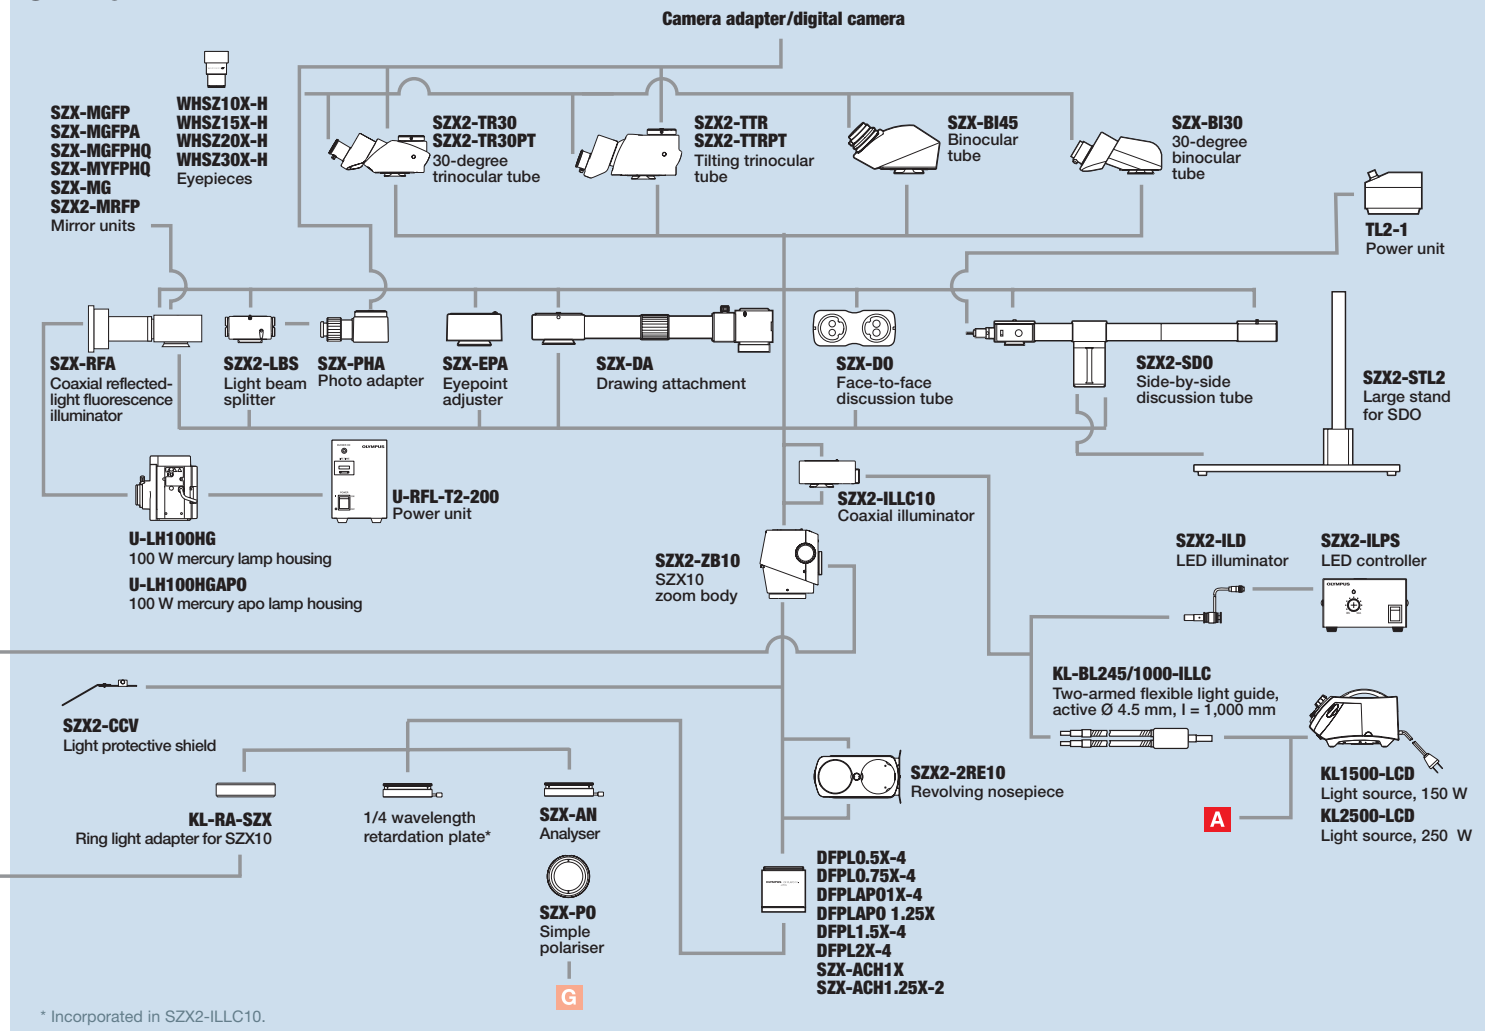 Camera adapter/digital camera
SZX-MGFP
SZX-MGFPA
SZX-MGFPHQ
SZX-MYFPHQ
SZX-MG
SZX2-MRFP
Mirror units
WHSZ10X-H
WHSZ15X-H
WHSZ20X-H
WHSZ30X-H
Eyepieces
SZX2-TR30
SZX2-TR30PT
30-degree
trinocular tube
SZX2-TTR
SZX2-TTRPT
Tilting trinocular
tube
SZX-BI45
Binocular
tube
SZX-BI30
30-degree
binocular
tube
TL2-1
Power unit
SZX-RFA
Coaxial reflected-
light fluorescence
illuminator
SZX2-LBS
Light beam
splitter
SZX-PHA
Photo adapter
SZX-EPA
Eyepoint
adjuster
SZX-DA
Drawing attachment
SZX-DO
Face-to-face
discussion tube
SZX2-SDO
Side-by-side
discussion tube
SZX2-STL2
Large stand
for SDO
OLYMPUS
U-RFL-T2-200
Power unit
U-LH100HG
100 W mercury lamp housing
U-LH100HGAPO
100 W mercury apo lamp housing
SZX2-ILLC10
Coaxial illuminator
SZX2-ZB10
SZX10
zoom body
SZX2-ILD
LED illuminator
SZX2-ILPS
LED controller
OLYMPUS
KL-BL245/1000-ILLC
Two-armed flexible light guide,
active Ø 4.5 mm, l = 1,000 mm
SZX2-CCV
Light protective shield
SZX2-2RE10
Revolving nosepiece
KL1500-LCD
Light source, 150 W
KL2500-LCD
Light source, 250 W
A
KL-RA-SZX
Ring light adapter for SZX10
1/4 wavelength
retardation plate*
SZX-AN
Analyser
SZX-PO
Simple
polariser
G
OLYMPUS
DFPL0.5X-4
DFPL0.75X-4
DFPLAPO1X-4
DFPLAPO 1.25X
DFPL1.5X-4
DFPL2X-4
SZX-ACH1X
SZX-ACH1.25X-2
* Incorporated in SZX2-ILLC10.